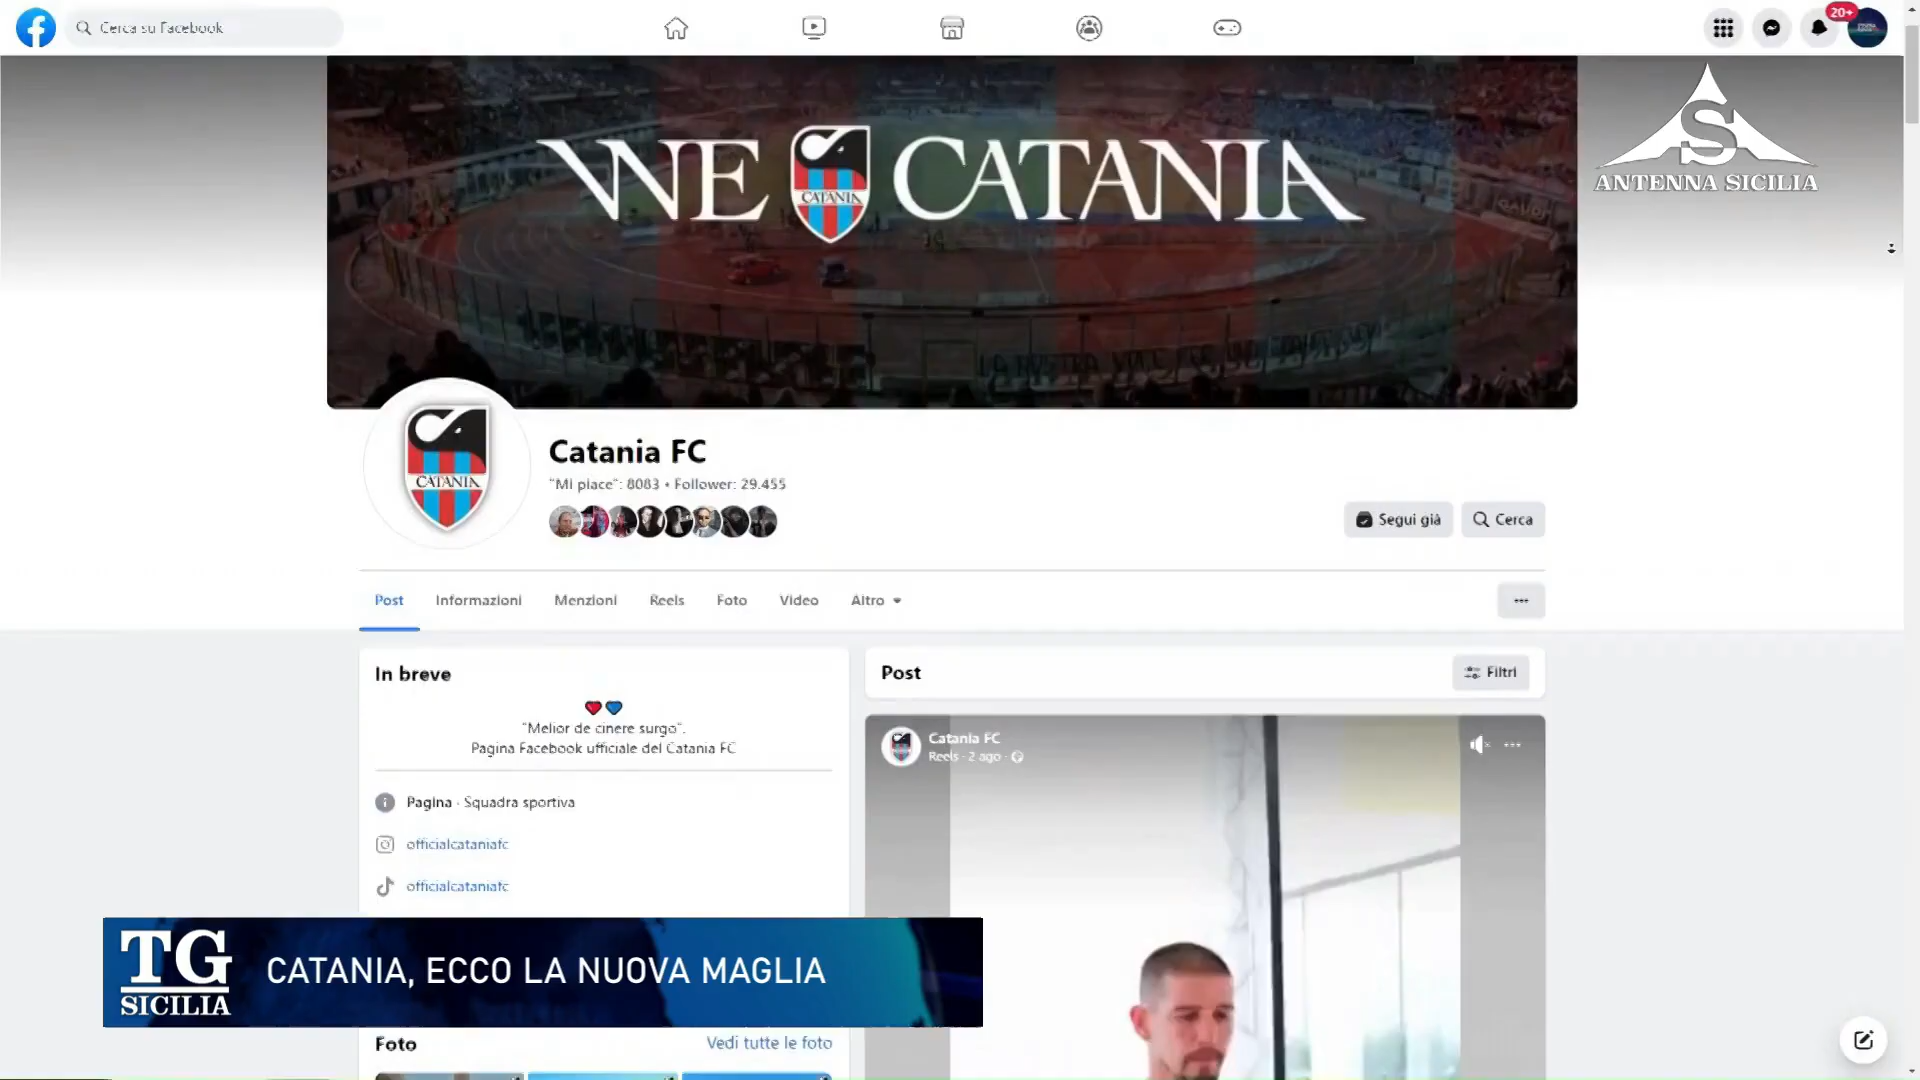 Cerca su Facebook
20+
WE CATANIA CATANIA
ANTENNA SICILIA
CATANIA
Catania FC
"Mi piace": 8083 • Follower: 29.455
Segui già
Cerca
Post Informazioni Menzioni Reels Foto Video Altro
In breve
"Melior de cinere surgo".
Pagina Facebook ufficiale del Catania FC
Pagina · Squadra sportiva
officialcataniafc
officialcataniafc
Post
Filtri
Catania FC
Reels · 2 ago ·
TG
SICILIA
CATANIA, ECCO LA NUOVA MAGLIA
Foto
Vedi tutte le foto